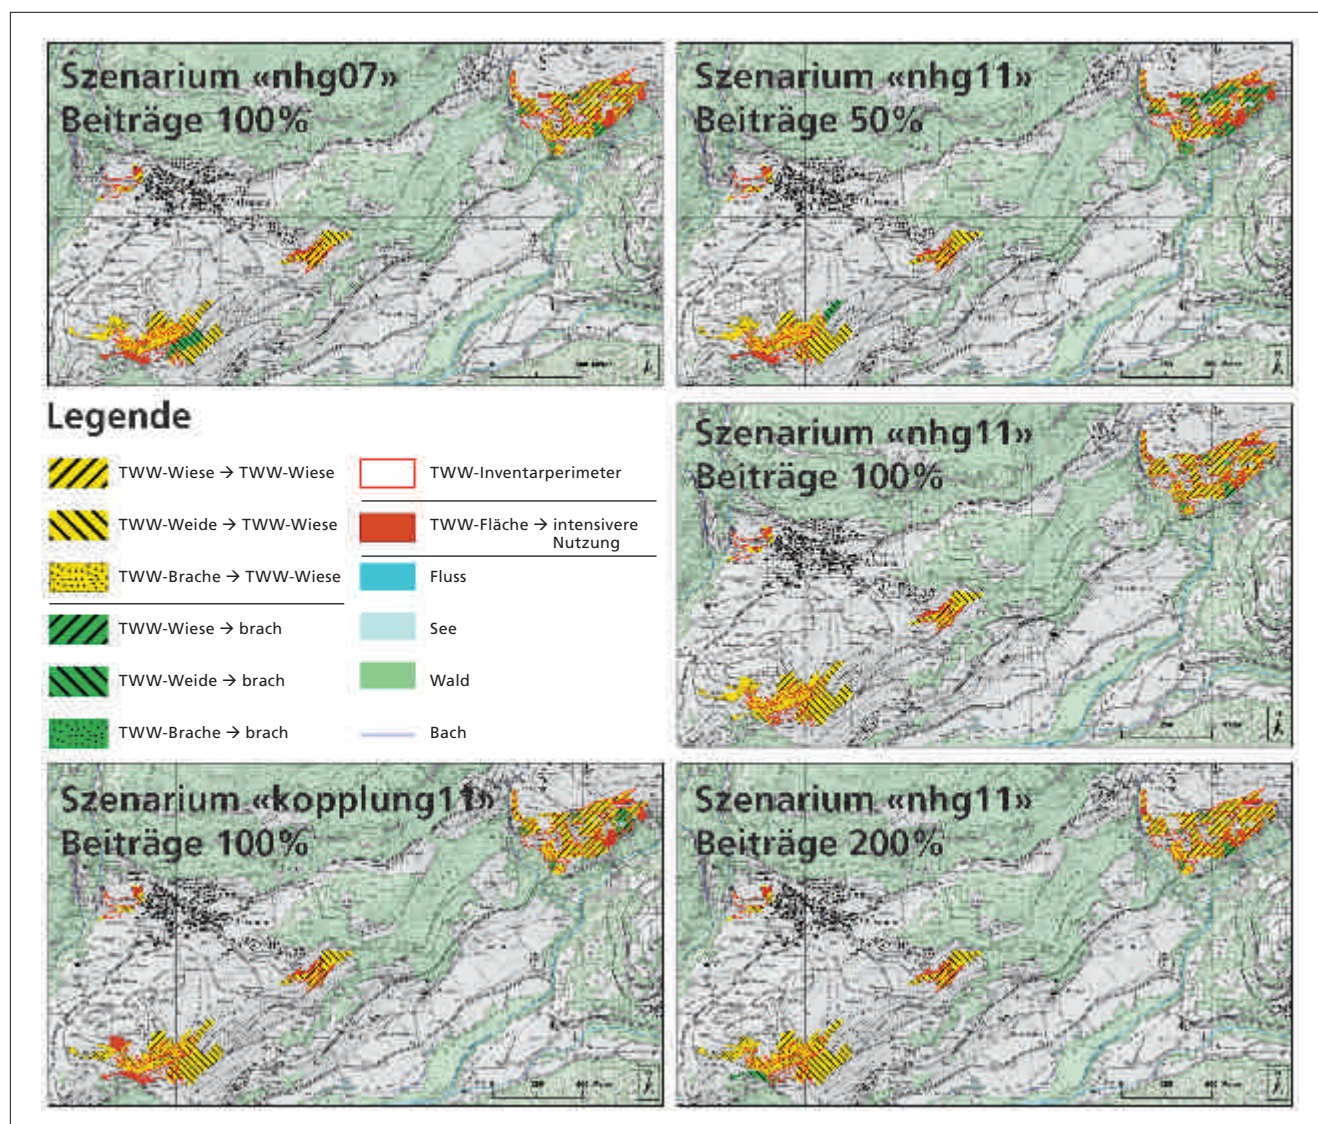 Szenarium «nhg07»
Beiträge 100%
Szenarium «nhg11»
Beiträge 50%
Legende
TWW-Wiese → TWW-Wiese
TWW-Weide → TWW-Wiese
TWW-Brache → TWW-Wiese
TWW-Wiese → brach
TWW-Weide → brach
TWW-Brache → brach
TWW-Inventarperimeter
TWW-Fläche → intensivere
Nutzung
Fluss
See
Wald
Bach
Szenarium «nhg11»
Beiträge 100%
Szenarium «kopplung11»
Beiträge 100%
Szenarium «nhg11»
Beiträge 200%